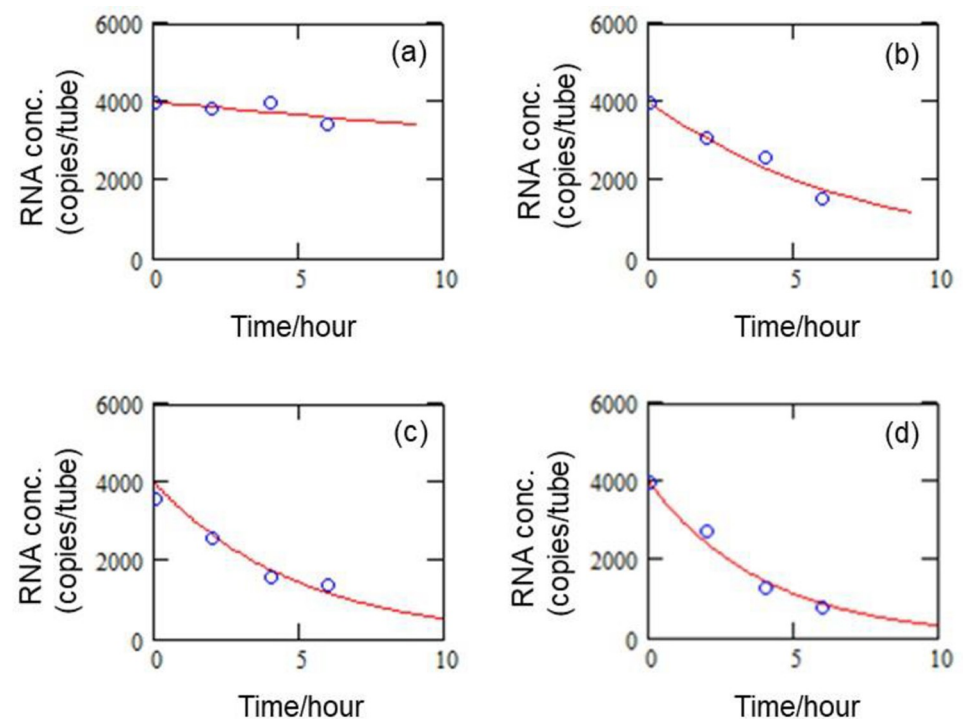 6000
(a)
4000
2000
0
0 5 10
RNA conc.
(copies/tube)
Time/hour
6000
(b)
4000
2000
0
0 5 10
RNA conc.
(copies/tube)
Time/hour
6000
(c)
4000
2000
0
0 5 10
RNA conc.
(copies/tube)
Time/hour
6000
(d)
4000
2000
0
0 5 10
RNA conc.
(copies/tube)
Time/hour